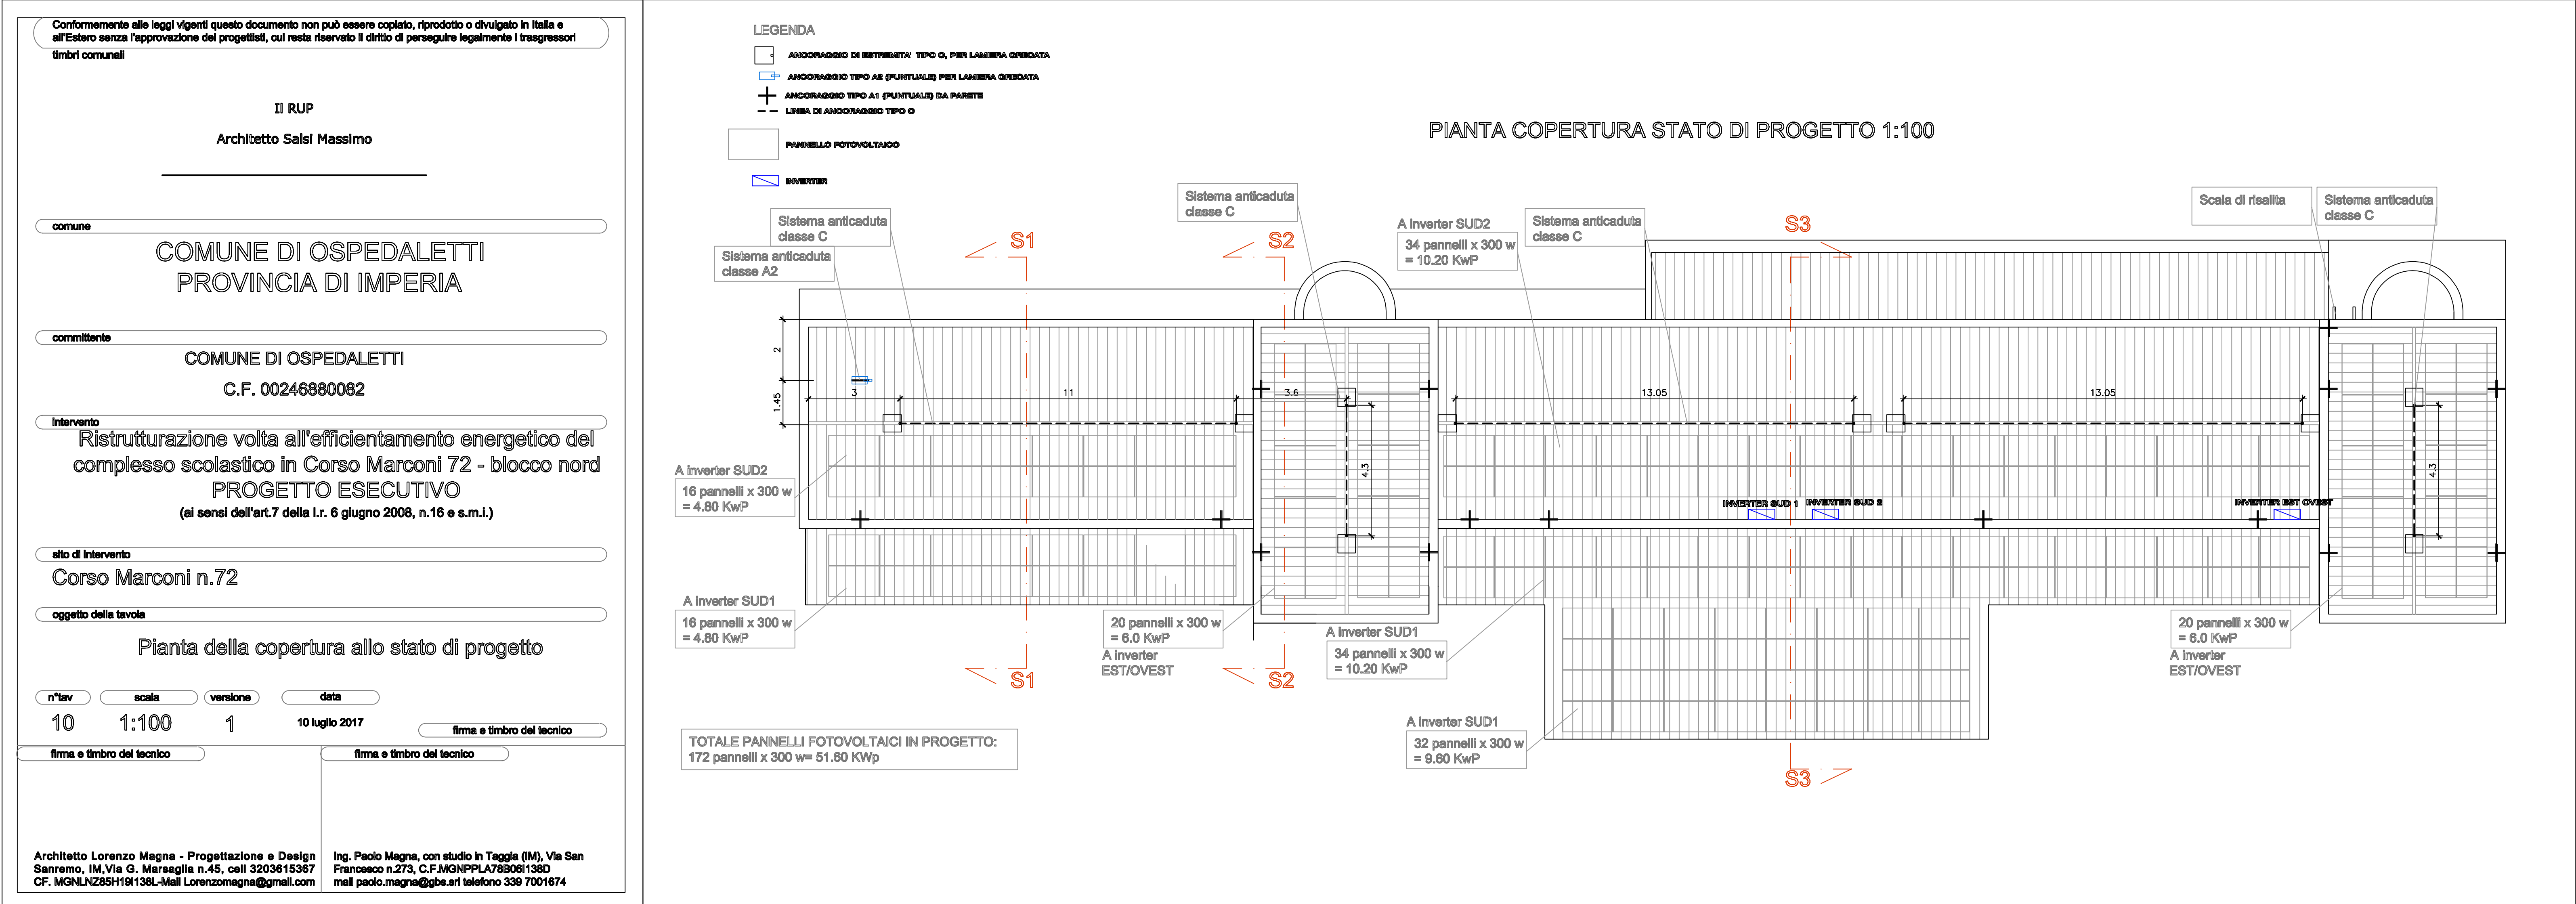 Conformemente alle leggi vigenti questo documento non può essere copiato, riprodotto o divulgato in Italia e
all'Estero senza l'approvazione dei progettisti, cui resta riservato il diritto di perseguire legalmente i trasgressori
timbri comunali
Il RUP
Architetto Salsi Massimo
comune
COMUNE DI OSPEDALETTI
PROVINCIA DI IMPERIA
committente
COMUNE DI OSPEDALETTI
C.F. 00246880082
Intervento
Ristrutturazione volta all'efficientamento energetico del
complesso scolastico in Corso Marconi 72 - blocco nord
PROGETTO ESECUTIVO
(ai sensi dell'art.7 della l.r. 6 giugno 2008, n.16 e s.m.i.)
sito di intervento
Corso Marconi n.72
oggetto della tavola
Pianta della copertura allo stato di progetto
n°tav
scala
versione
data
10
1:100
1
10 luglio 2017
firma e timbro del tecnico
firma e timbro del tecnico
firma e timbro del tecnico
Architetto Lorenzo Magna - Progettazione e Design
Sanremo, IM,Via G. Marsaglia n.45, cell 3203615367
CF. MGNLNZ85H19I138L-Mail Lorenzomagna@gmail.com
Ing. Paolo Magna, con studio in Taggia (IM), Via San
Francesco n.273, C.F.MGNPPLA78B06I138D
mail paolo.magna@gbs.srl telefono 339 7001674
LEGENDA
ANCORAGGIO DI ESTREMITA' TIPO C, PER LAMIERA GRECATA
ANCORAGGIO TIPO A2 (PUNTUALE) PER LAMIERA GRECATA
ANCORAGGIO TIPO A1 (PUNTUALE) DA PARETE
LINEA DI ANCORAGGIO TIPO C
PANNELLO FOTOVOLTAICO
INVERTER
PIANTA COPERTURA STATO DI PROGETTO 1:100
Sistema anticaduta
classe C
Sistema anticaduta
classe A2
Sistema anticaduta
classe C
A inverter SUD2
34 pannelli x 300 w
= 10.20 KwP
Sistema anticaduta
classe C
Scala di risalita
Sistema anticaduta
classe C
S1
S2
S3
2
1.45
3
11
3.6
4.3
13.05
13.05
4.3
A inverter SUD2
16 pannelli x 300 w
= 4.80 KwP
INVERTER SUD 1
INVERTER SUD 2
INVERTER EST OVEST
A inverter SUD1
16 pannelli x 300 w
= 4.80 KwP
20 pannelli x 300 w
= 6.0 KwP
A inverter
EST/OVEST
A inverter SUD1
34 pannelli x 300 w
= 10.20 KwP
20 pannelli x 300 w
= 6.0 KwP
A inverter
EST/OVEST
S1
S2
A inverter SUD1
32 pannelli x 300 w
= 9.60 KwP
S3
TOTALE PANNELLI FOTOVOLTAICI IN PROGETTO:
172 pannelli x 300 w= 51.60 KWp